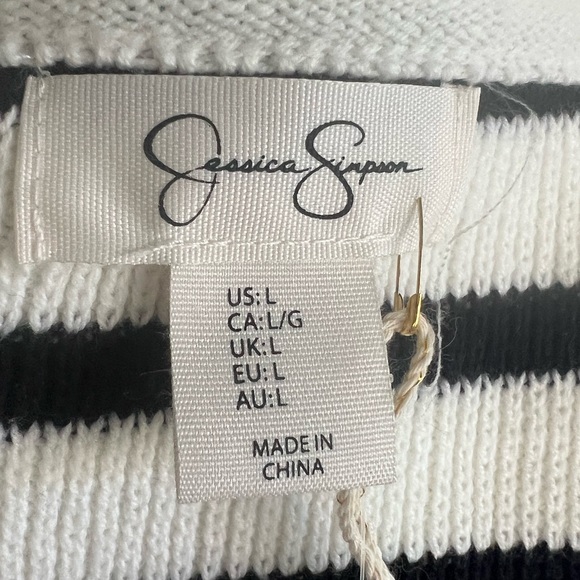 Jessica Simpson
US: L
CA: L/G
UK: L
EU: L
AU: L
MADE IN
CHINA